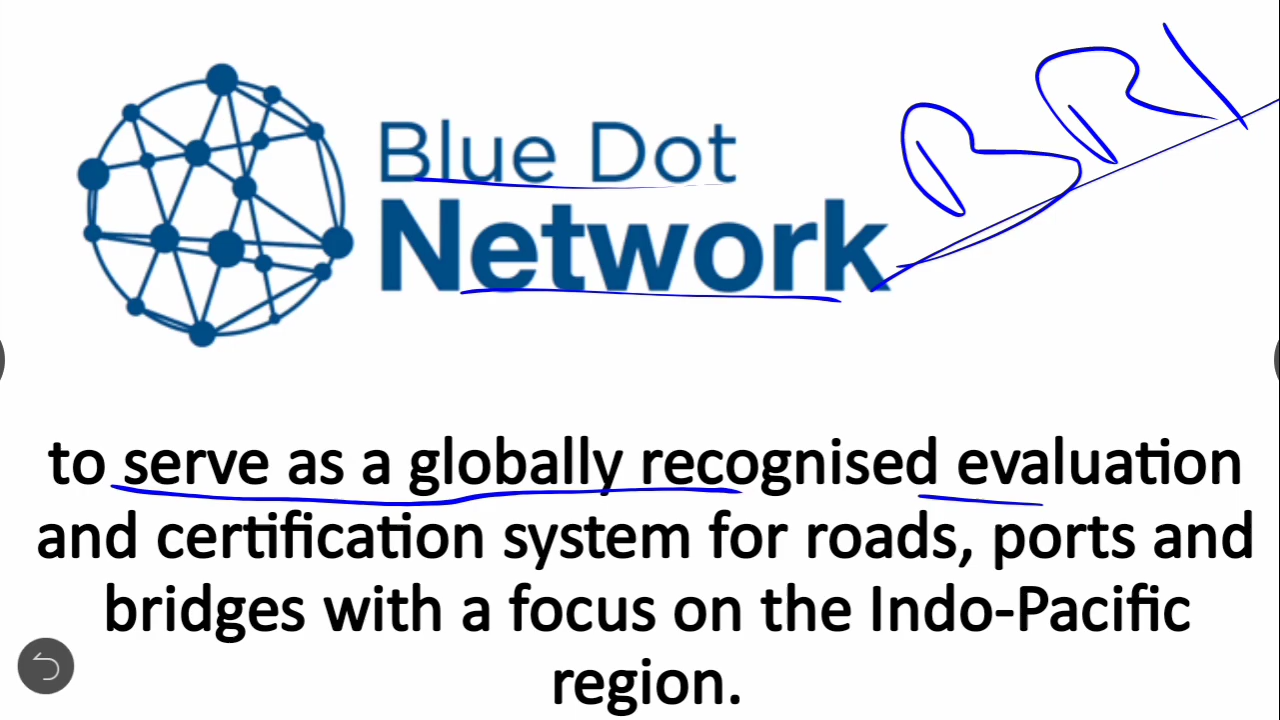 Blue Dot
Network
BRI
to serve as a globally recognised evaluation
and certification system for roads, ports and
bridges with a focus on the Indo-Pacific
region.